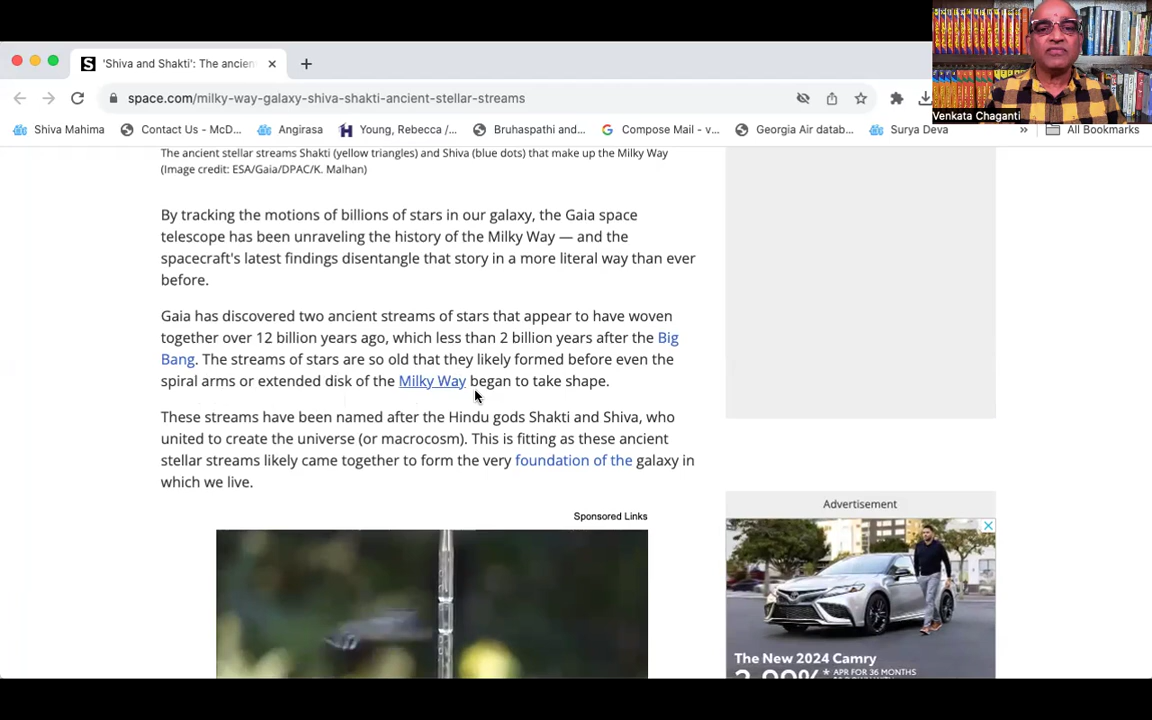 'Shiva and Shakti': The ancien
space.com/milky-way-galaxy-shiva-shakti-ancient-stellar-streams
Venkata Chaganti
Shiva Mahima
Contact Us - McD...
Angirasa
Young, Rebecca /...
Bruhaspathi and...
Compose Mail - v...
Georgia Air datab...
Surya Deva
All Bookmarks
The ancient stellar streams Shakti (yellow triangles) and Shiva (blue dots) that make up the Milky Way
(Image credit: ESA/Gaia/DPAC/K. Malhan)
By tracking the motions of billions of stars in our galaxy, the Gaia space
telescope has been unraveling the history of the Milky Way — and the
spacecraft's latest findings disentangle that story in a more literal way than ever
before.
Gaia has discovered two ancient streams of stars that appear to have woven
together over 12 billion years ago, which less than 2 billion years after the Big
Bang. The streams of stars are so old that they likely formed before even the
spiral arms or extended disk of the Milky Way began to take shape.
These streams have been named after the Hindu gods Shakti and Shiva, who
united to create the universe (or macrocosm). This is fitting as these ancient
stellar streams likely came together to form the very foundation of the galaxy in
which we live.
Sponsored Links
Advertisement
The New 2024 Camry
2.99%* APR FOR 36 MONTHS